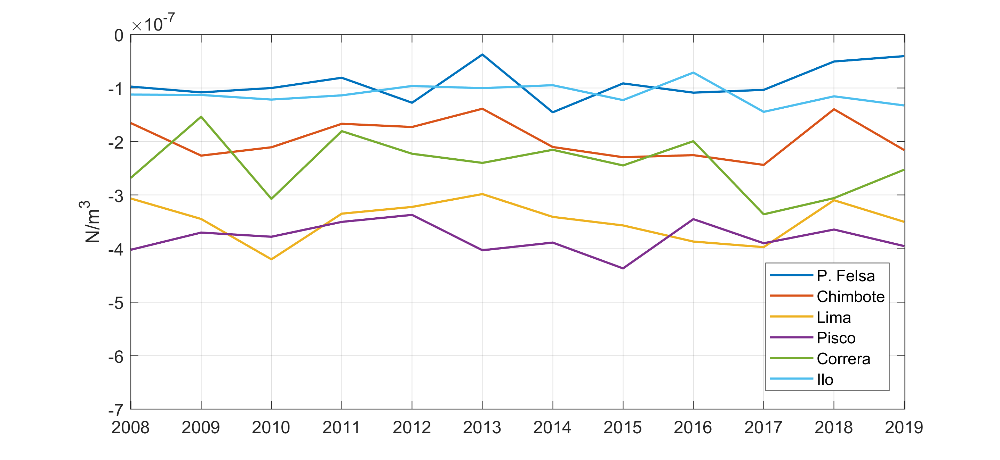 ×10⁻⁷
0
-1
-2
-3
-4
-5
-6
-7
N/m³
2008 2009 2010 2011 2012 2013 2014 2015 2016 2017 2018 2019
P. Felsa
Chimbote
Lima
Pisco
Correra
Ilo